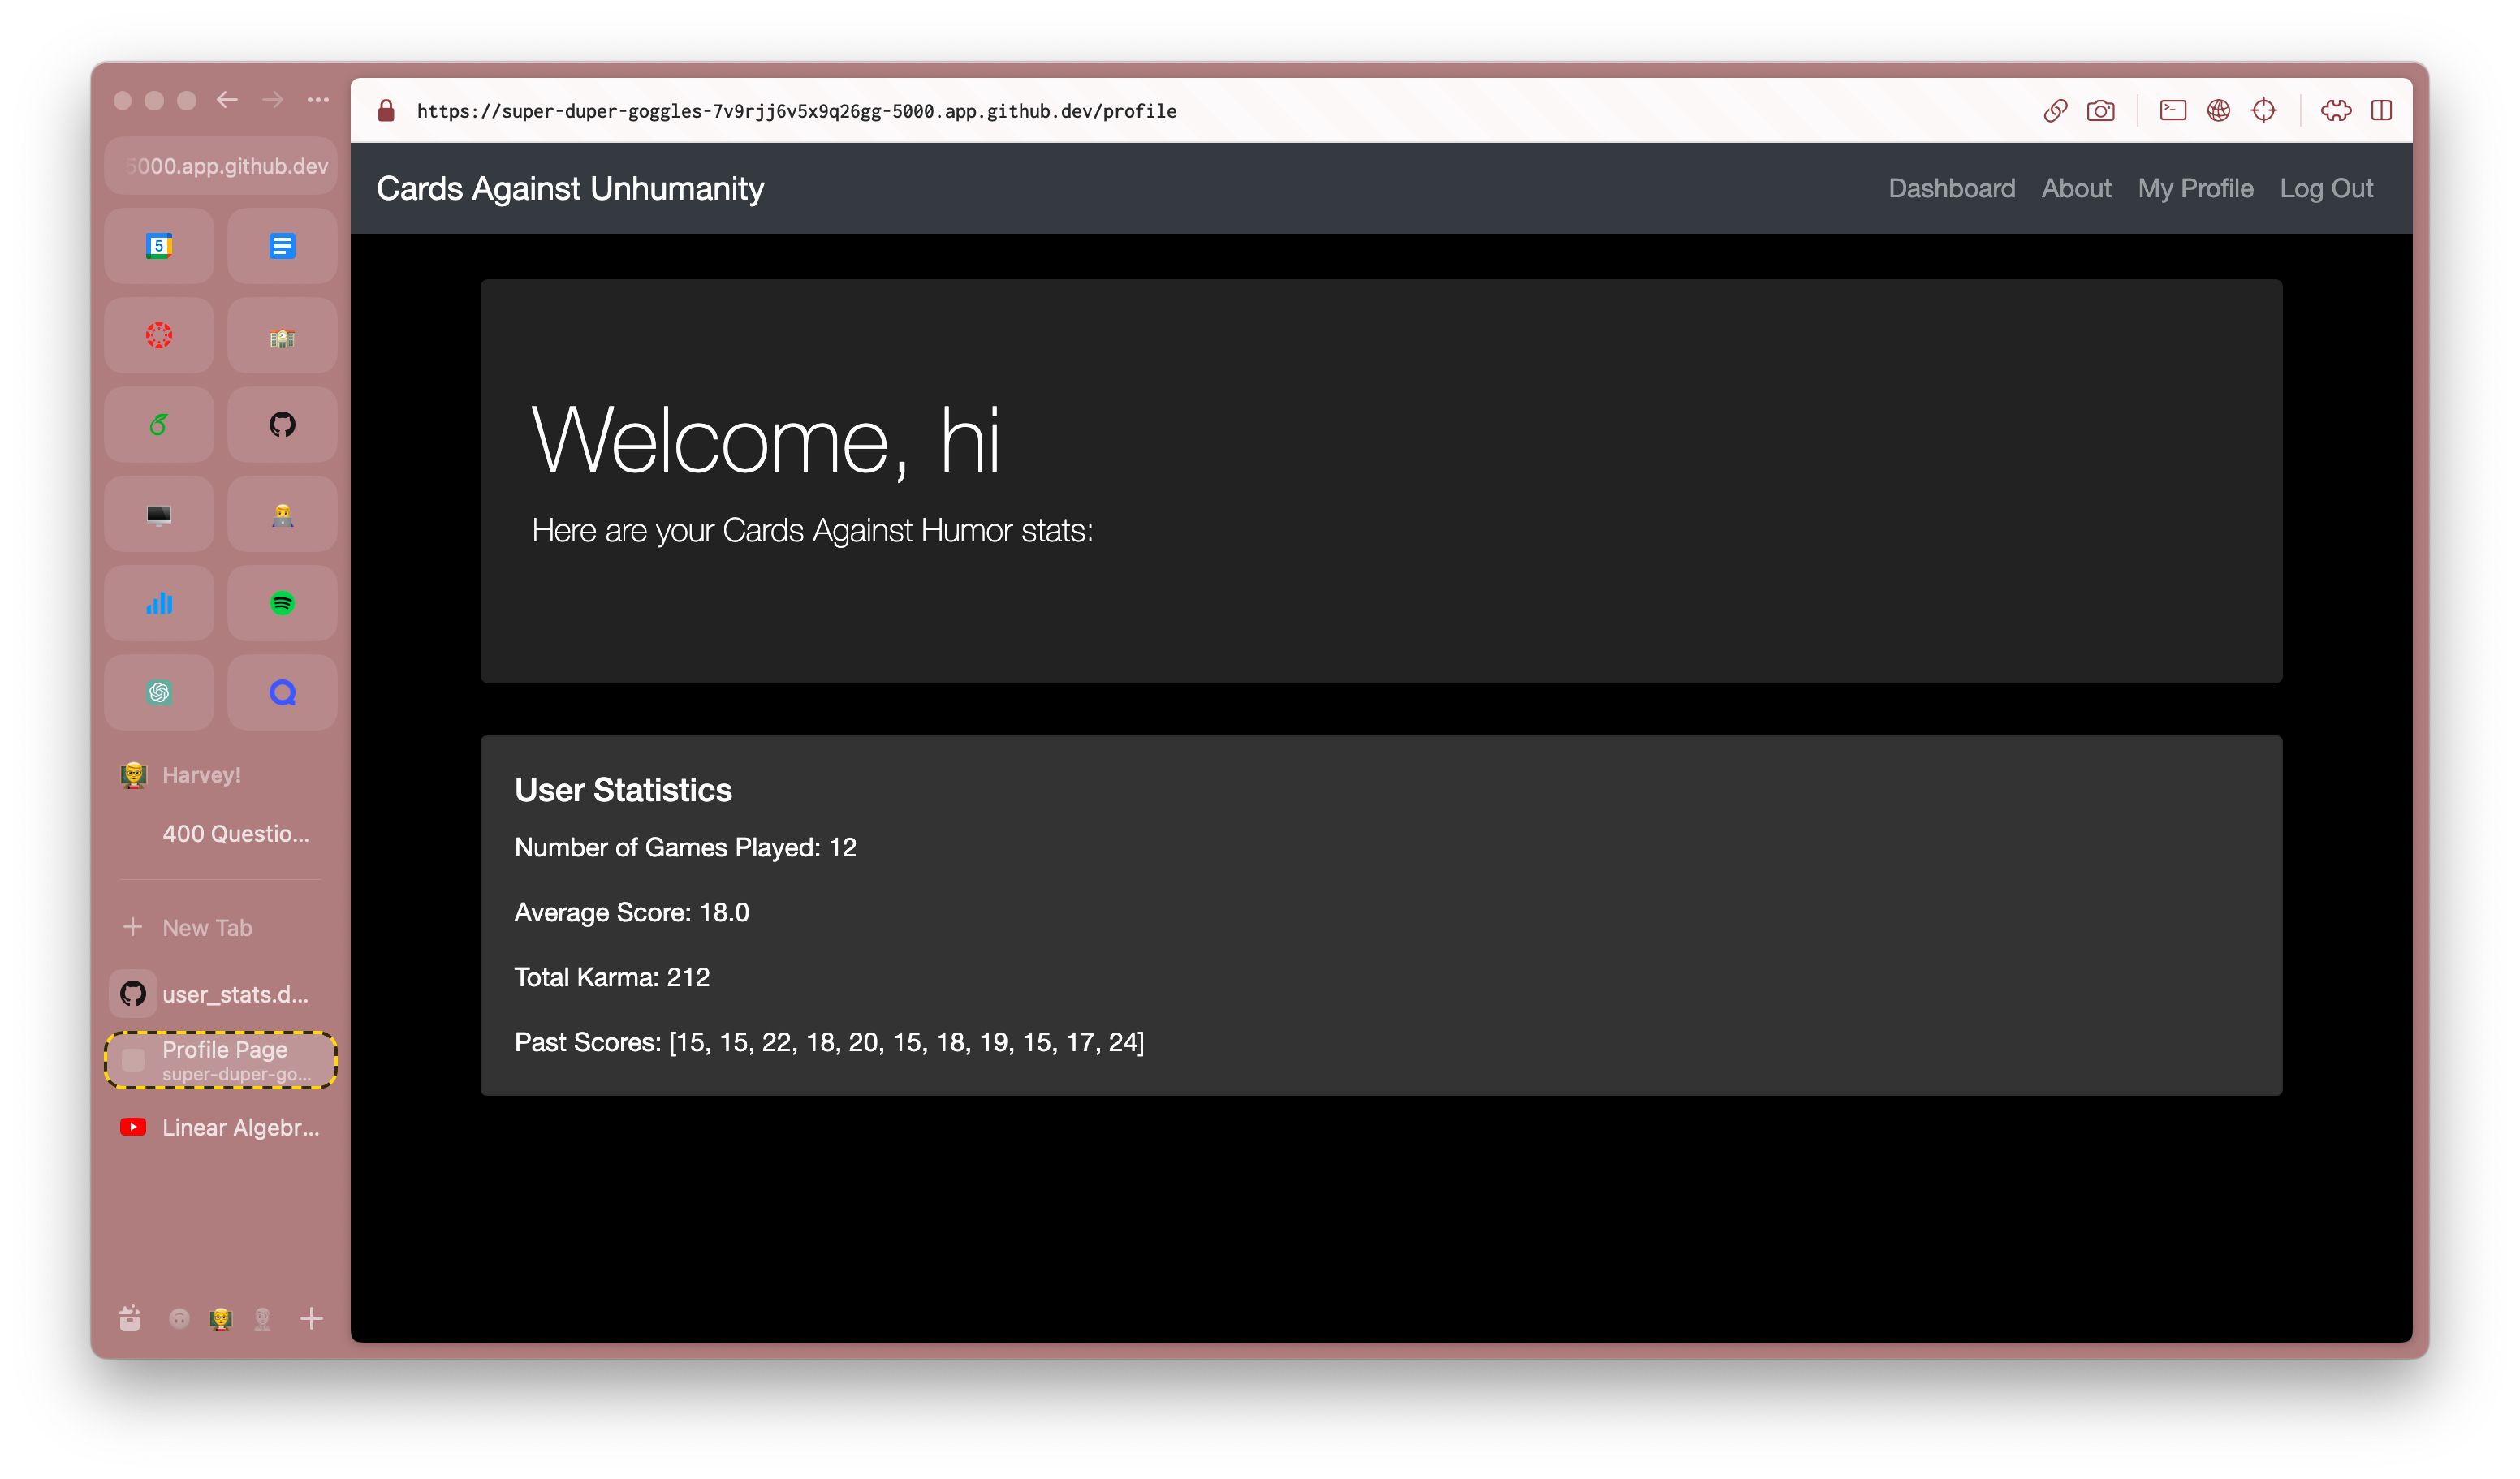 https://super-duper-goggles-7v9rjj6v5x9q26gg-5000.app.github.dev/profile
5000.app.github.dev
5
Harvey!
400 Questio...
New Tab
user_stats.d...
Profile Page
super-duper-go...
Linear Algebr...
Cards Against Unhumanity
Dashboard About My Profile Log Out
Welcome, hi
Here are your Cards Against Humor stats:
User Statistics
Number of Games Played: 12
Average Score: 18.0
Total Karma: 212
Past Scores: [15, 15, 22, 18, 20, 15, 18, 19, 15, 17, 24]